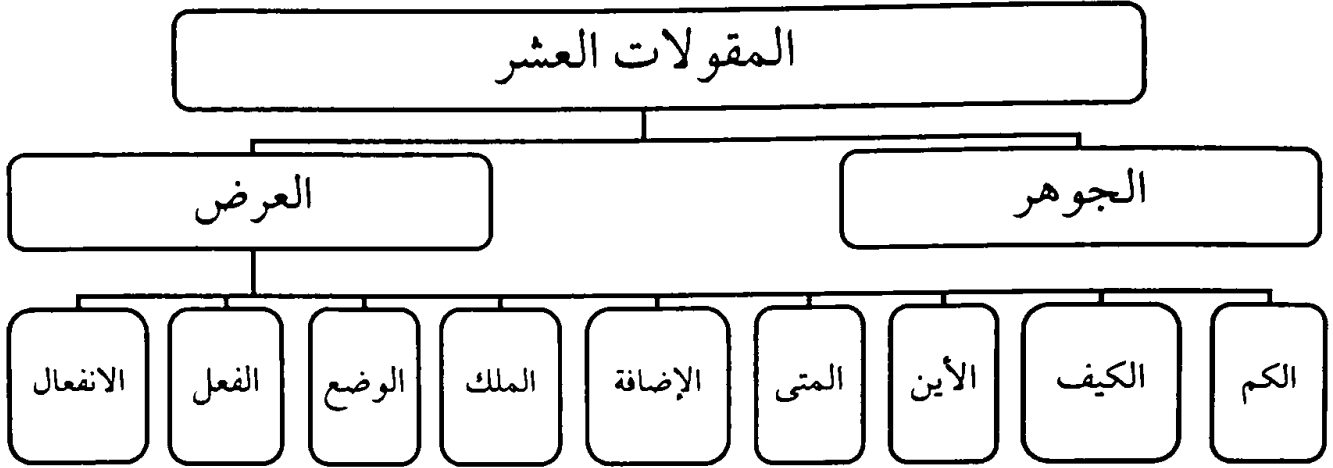 المقولات العشر
الجوهر
العرض
الكم
الكيف
الأين
المتى
الإضافة
الملك
الوضع
الفعل
الانفعال